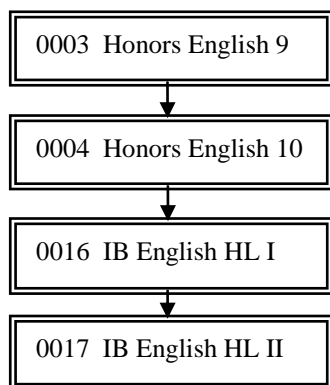 0003 Honors English 9
0004 Honors English 10
0016 IB English HL I
0017 IB English HL II